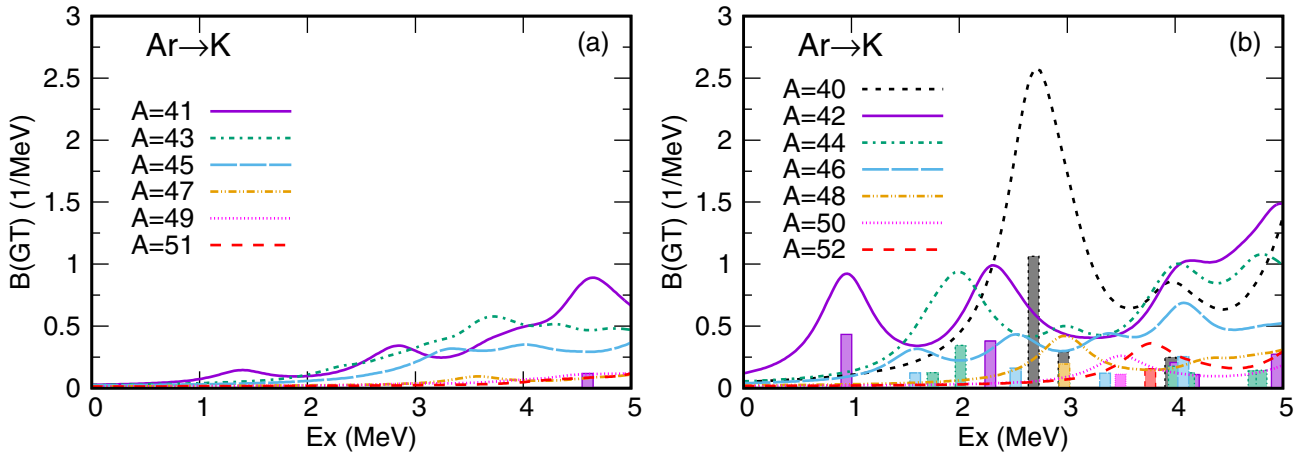 Ar→K
(a)
B(GT) (1/MeV)
3
2.5
2
1.5
1
0.5
0
A=41
A=43
A=45
A=47
A=49
A=51
0 1 2 3 4 5
Ex (MeV)
Ar→K
(b)
B(GT) (1/MeV)
3
2.5
2
1.5
1
0.5
0
A=40
A=42
A=44
A=46
A=48
A=50
A=52
0 1 2 3 4 5
Ex (MeV)